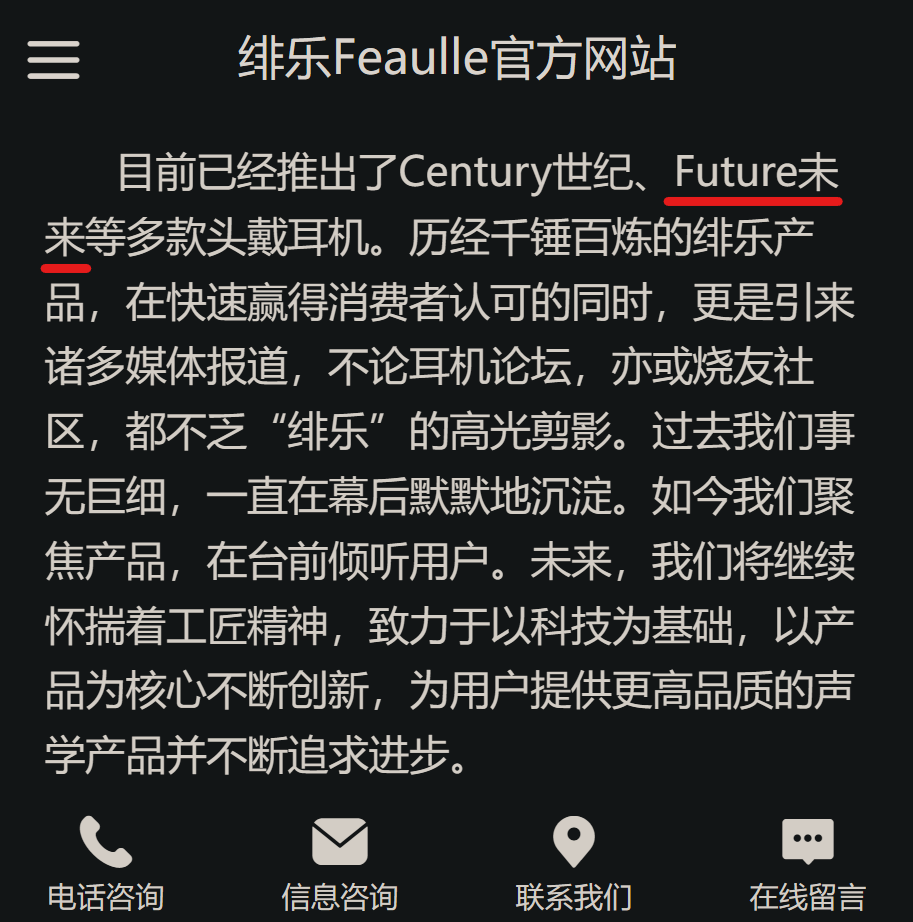 绯乐Feaulle官方网站
目前已经推出了Century世纪、Future未
来等多款头戴耳机。历经千锤百炼的绯乐产
品，在快速赢得消费者认可的同时，更是引来
诸多媒体报道，不论耳机论坛，亦或烧友社
区，都不乏“绯乐”的高光剪影。过去我们事
无巨细，一直在幕后默默地沉淀。如今我们聚
焦产品，在台前倾听用户。未来，我们将继续
怀揣着工匠精神，致力于以科技为基础，以产
品为核心不断创新，为用户提供更高品质的声
学产品并不断追求进步。
电话咨询 信息咨询 联系我们 在线留言